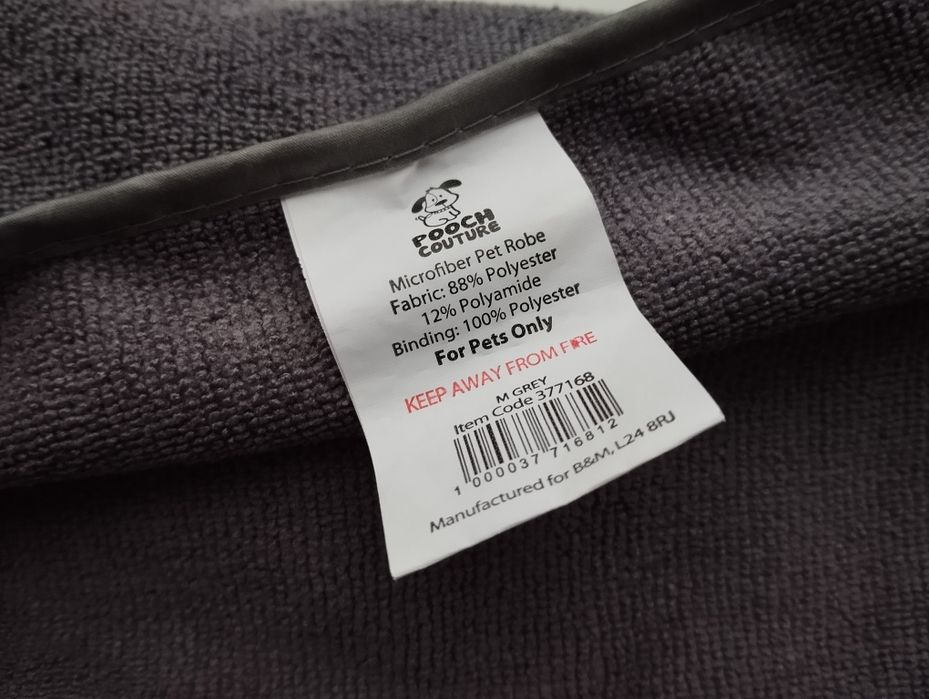 POOCH
COUTURE
Microfiber Pet Robe
Fabric: 88% Polyester
12% Polyamide
Binding: 100% Polyester
For Pets Only
KEEP AWAY FROM FIRE
M GREY
Item Code 377168
1 000037 716812
Manufactured for B&M, L24 8RJ